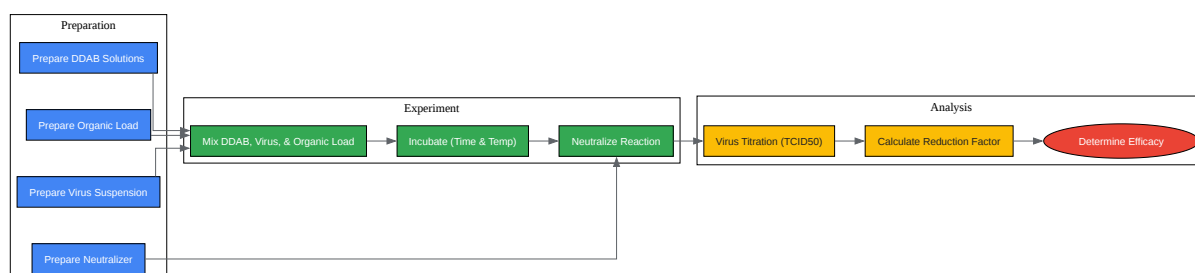 Preparation
Prepare DDAB Solutions
Prepare Organic Load
Prepare Virus Suspension
Prepare Neutralizer
Experiment
Mix DDAB, Virus, & Organic Load
Incubate (Time & Temp)
Neutralize Reaction
Analysis
Virus Titration (TCID50)
Calculate Reduction Factor
Determine Efficacy